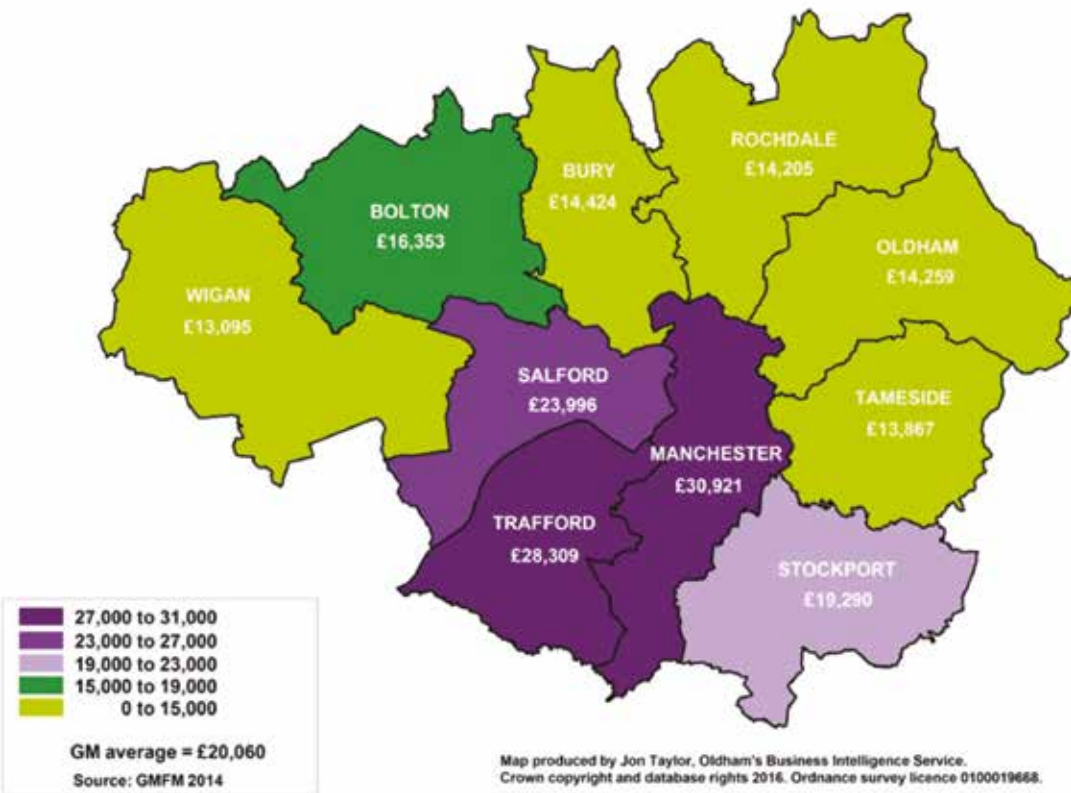 ROCHDALE
£14,205
BURY
£14,424
BOLTON
£16,353
OLDHAM
£14,259
WIGAN
£13,095
SALFORD
£23,996
TAMESIDE
£13,867
MANCHESTER
£30,921
TRAFFORD
£28,309
STOCKPORT
£19,290
27,000 to 31,000
23,000 to 27,000
19,000 to 23,000
15,000 to 19,000
0 to 15,000
GM average = £20,060
Source: GMFM 2014
Map produced by Jon Taylor, Oldham's Business Intelligence Service.
Crown copyright and database rights 2016. Ordnance survey licence 0100019668.